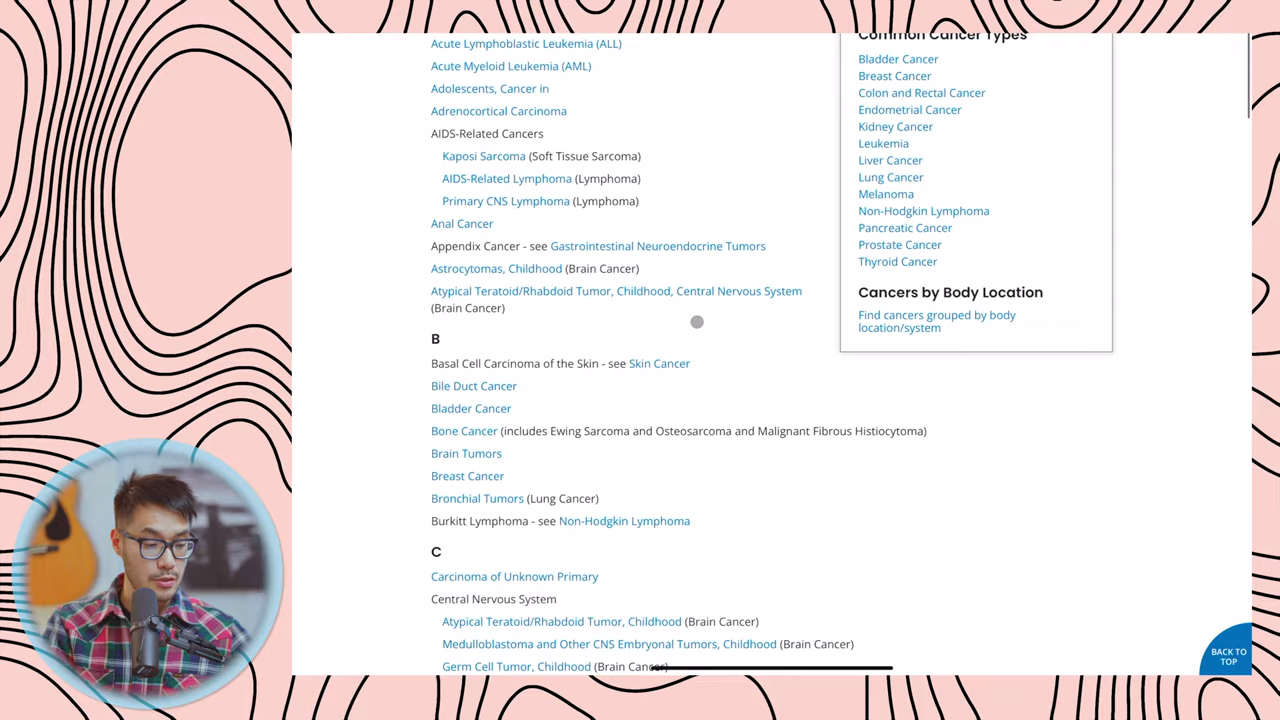 Acute Lymphoblastic Leukemia (ALL)
Acute Myeloid Leukemia (AML)
Adolescents, Cancer in
Adrenocortical Carcinoma
AIDS-Related Cancers
Kaposi Sarcoma (Soft Tissue Sarcoma)
AIDS-Related Lymphoma (Lymphoma)
Primary CNS Lymphoma (Lymphoma)
Anal Cancer
Appendix Cancer - see Gastrointestinal Neuroendocrine Tumors
Astrocytomas, Childhood (Brain Cancer)
Atypical Teratoid/Rhabdoid Tumor, Childhood, Central Nervous System
(Brain Cancer)
B
Basal Cell Carcinoma of the Skin - see Skin Cancer
Bile Duct Cancer
Bladder Cancer
Bone Cancer (includes Ewing Sarcoma and Osteosarcoma and Malignant Fibrous Histiocytoma)
Brain Tumors
Breast Cancer
Bronchial Tumors (Lung Cancer)
Burkitt Lymphoma - see Non-Hodgkin Lymphoma
C
Carcinoma of Unknown Primary
Central Nervous System
Atypical Teratoid/Rhabdoid Tumor, Childhood (Brain Cancer)
Medulloblastoma and Other CNS Embryonal Tumors, Childhood (Brain Cancer)
Germ Cell Tumor, Childhood (Brain Cancer)
Common Cancer Types
Bladder Cancer
Breast Cancer
Colon and Rectal Cancer
Endometrial Cancer
Kidney Cancer
Leukemia
Liver Cancer
Lung Cancer
Melanoma
Non-Hodgkin Lymphoma
Pancreatic Cancer
Prostate Cancer
Thyroid Cancer
Cancers by Body Location
Find cancers grouped by body
location/system
BACK TO
TOP